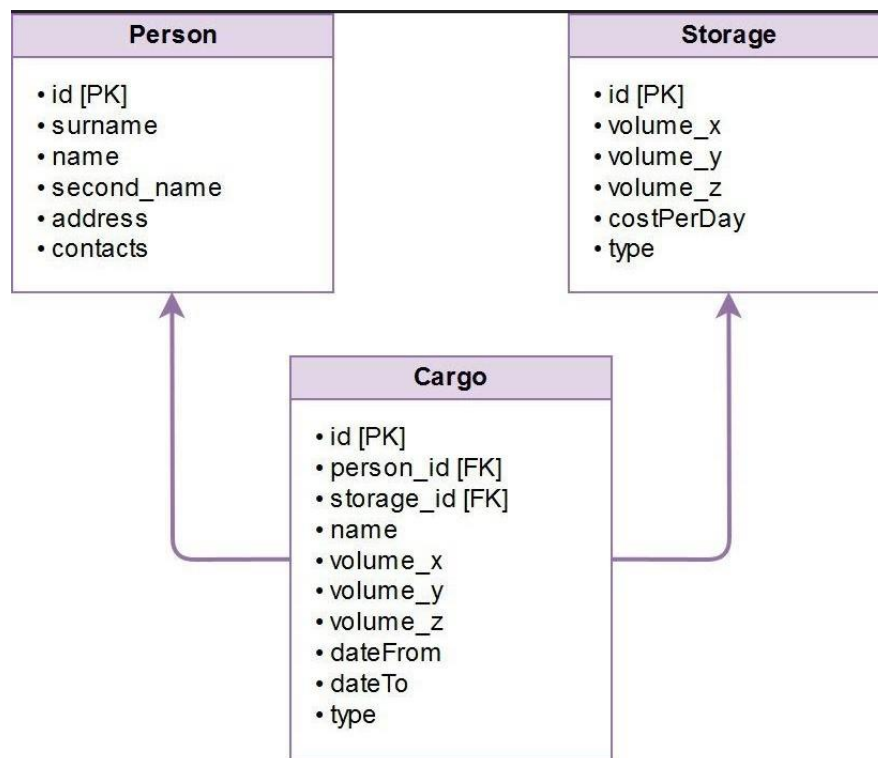 Person
• id [PK]
• surname
• name
• second_name
• address
• contacts
Storage
• id [PK]
• volume_x
• volume_y
• volume_z
• costPerDay
• type
Cargo
• id [PK]
• person_id [FK]
• storage_id [FK]
• name
• volume_x
• volume_y
• volume_z
• dateFrom
• dateTo
• type